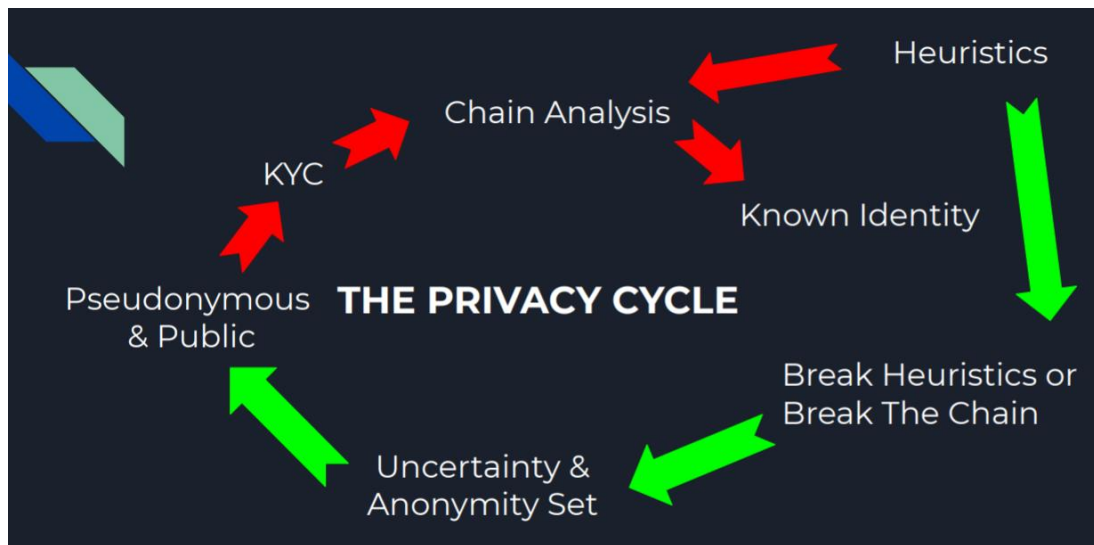 Heuristics
Chain Analysis
KYC
Known Identity
Pseudonymous
& Public
THE PRIVACY CYCLE
Break Heuristics or
Break The Chain
Uncertainty &
Anonymity Set